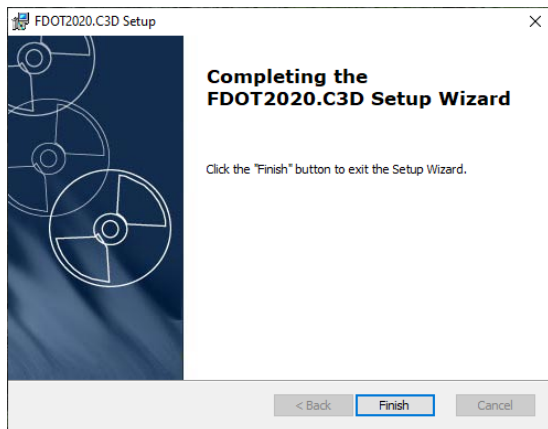 FDOT2020.C3D Setup
Completing the
FDOT2020.C3D Setup Wizard
Click the "Finish" button to exit the Setup Wizard.
< Back
Finish
Cancel